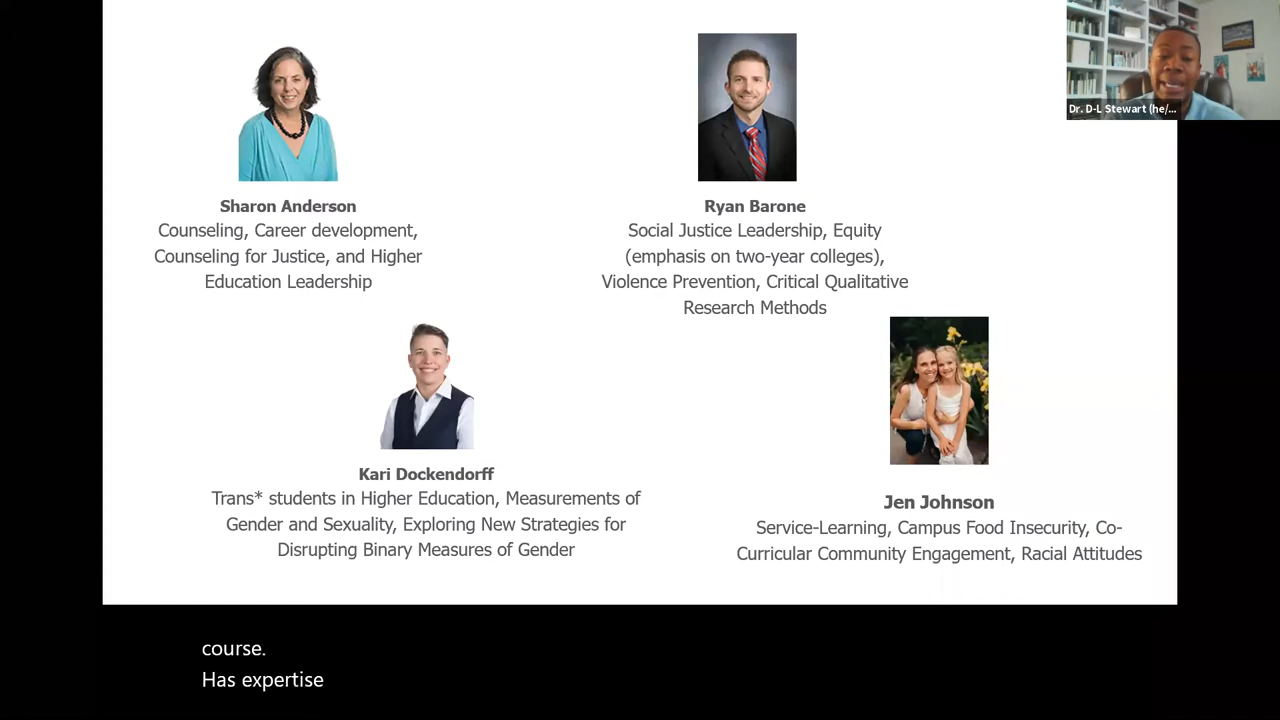 Dr. D-L Stewart (he/...
Sharon Anderson
Counseling, Career development,
Counseling for Justice, and Higher
Education Leadership
Ryan Barone
Social Justice Leadership, Equity
(emphasis on two-year colleges),
Violence Prevention, Critical Qualitative
Research Methods
Kari Dockendorff
Trans* students in Higher Education, Measurements of
Gender and Sexuality, Exploring New Strategies for
Disrupting Binary Measures of Gender
Jen Johnson
Service-Learning, Campus Food Insecurity, Co-
Curricular Community Engagement, Racial Attitudes
course.
Has expertise